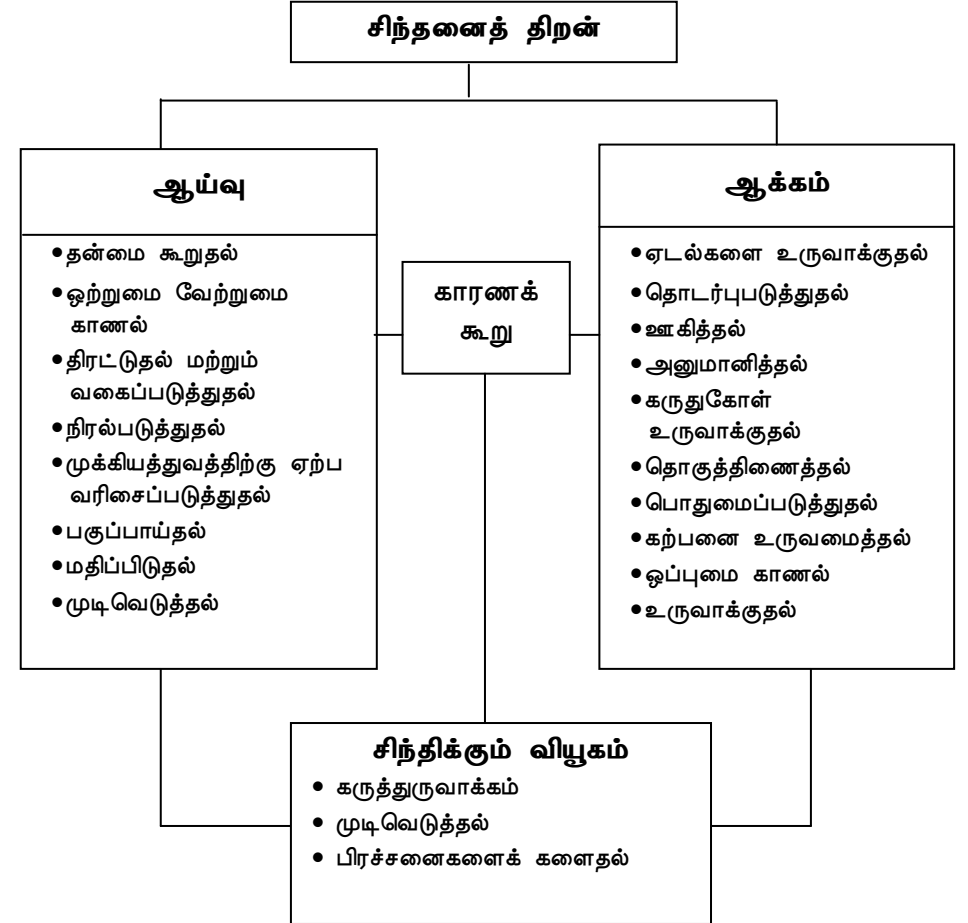 சிந்தனைத் திறன்
ஆய்வு
•தன்மை கூறுதல்
•ஒற்றுமை வேற்றுமை
காணல்
•திரட்டுதல் மற்றும்
வகைப்படுத்துதல்
•நிரல்படுத்துதல்
•முக்கியத்துவத்திற்கு ஏற்ப
வரிசைப்படுத்துதல்
•பகுப்பாய்தல்
•மதிப்பிடுதல்
•முடிவெடுத்தல்
காரணக்
கூறு
ஆக்கம்
•ஏடல்களை உருவாக்குதல்
•தொடர்புபடுத்துதல்
•ஊகித்தல்
•அனுமானித்தல்
•கருதுகோள்
உருவாக்குதல்
•தொகுத்திணைத்தல்
•பொதுமைப்படுத்துதல்
•கற்பனை உருவமைத்தல்
•ஒப்புமை காணல்
•உருவாக்குதல்
சிந்திக்கும் வியூகம்
• கருத்துருவாக்கம்
• முடிவெடுத்தல்
• பிரச்சனைகளைக் களைதல்